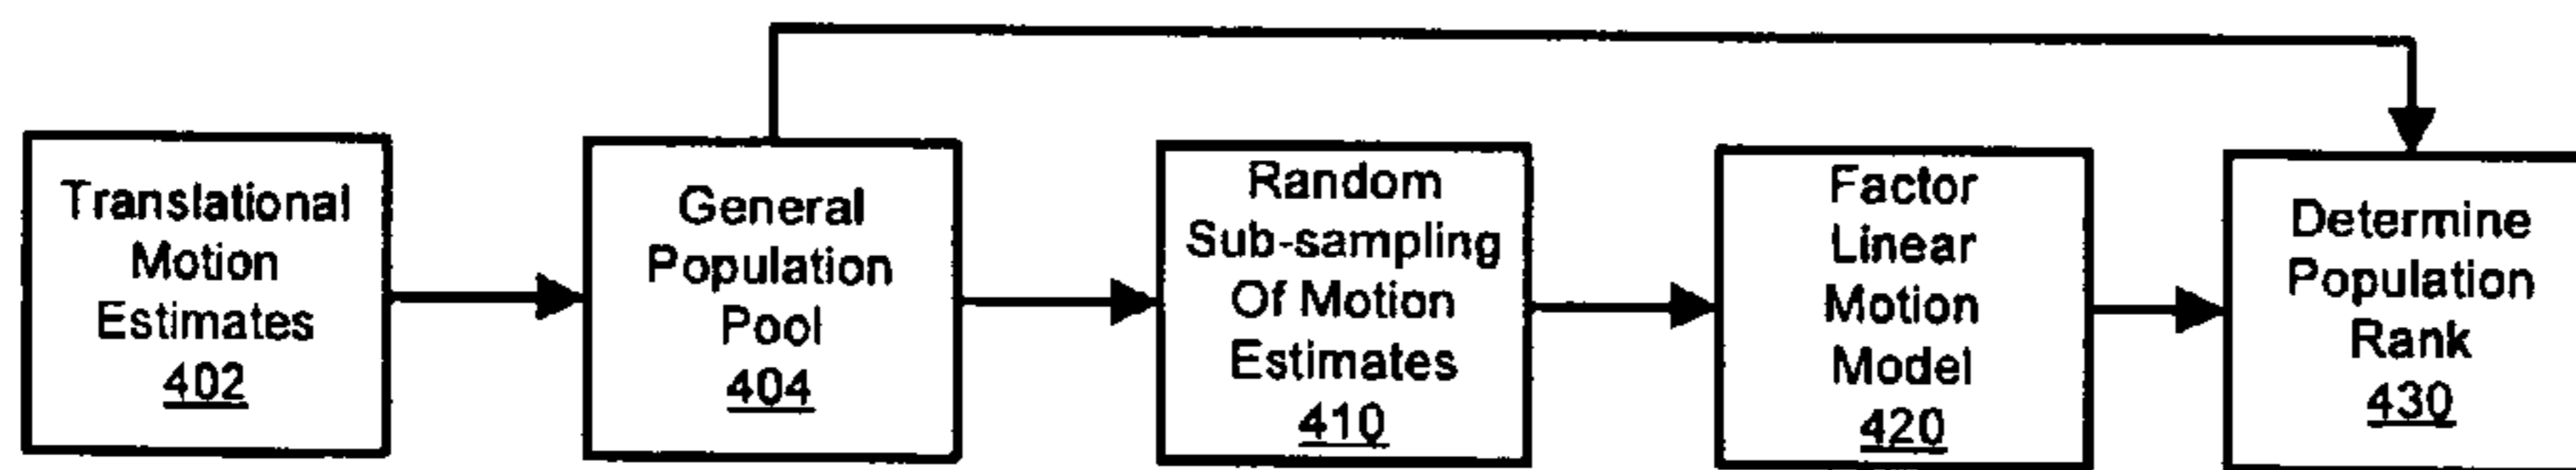 Translational
Motion
Estimates
402
General
Population
Pool
404
Random
Sub-sampling
Of Motion
Estimates
410
Factor
Linear
Motion
Model
420
Determine
Population
Rank
430